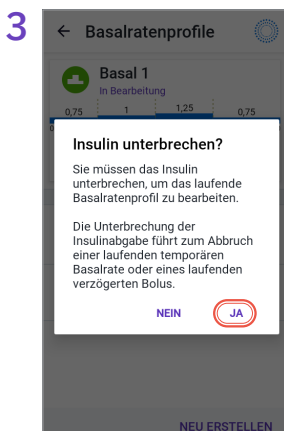 3
Basalratenprofile
Basal 1
In Bearbeitung
0,75 1 1,25 0,75
Insulin unterbrechen?
Sie müssen das Insulin
unterbrechen, um das laufende
Basalratenprofil zu bearbeiten.
Die Unterbrechung der
Insulinabgabe führt zum Abbruch
einer laufenden temporären
Basalrate oder eines laufenden
verzögerten Bolus.
NEIN JA
NEU ERSTELLEN